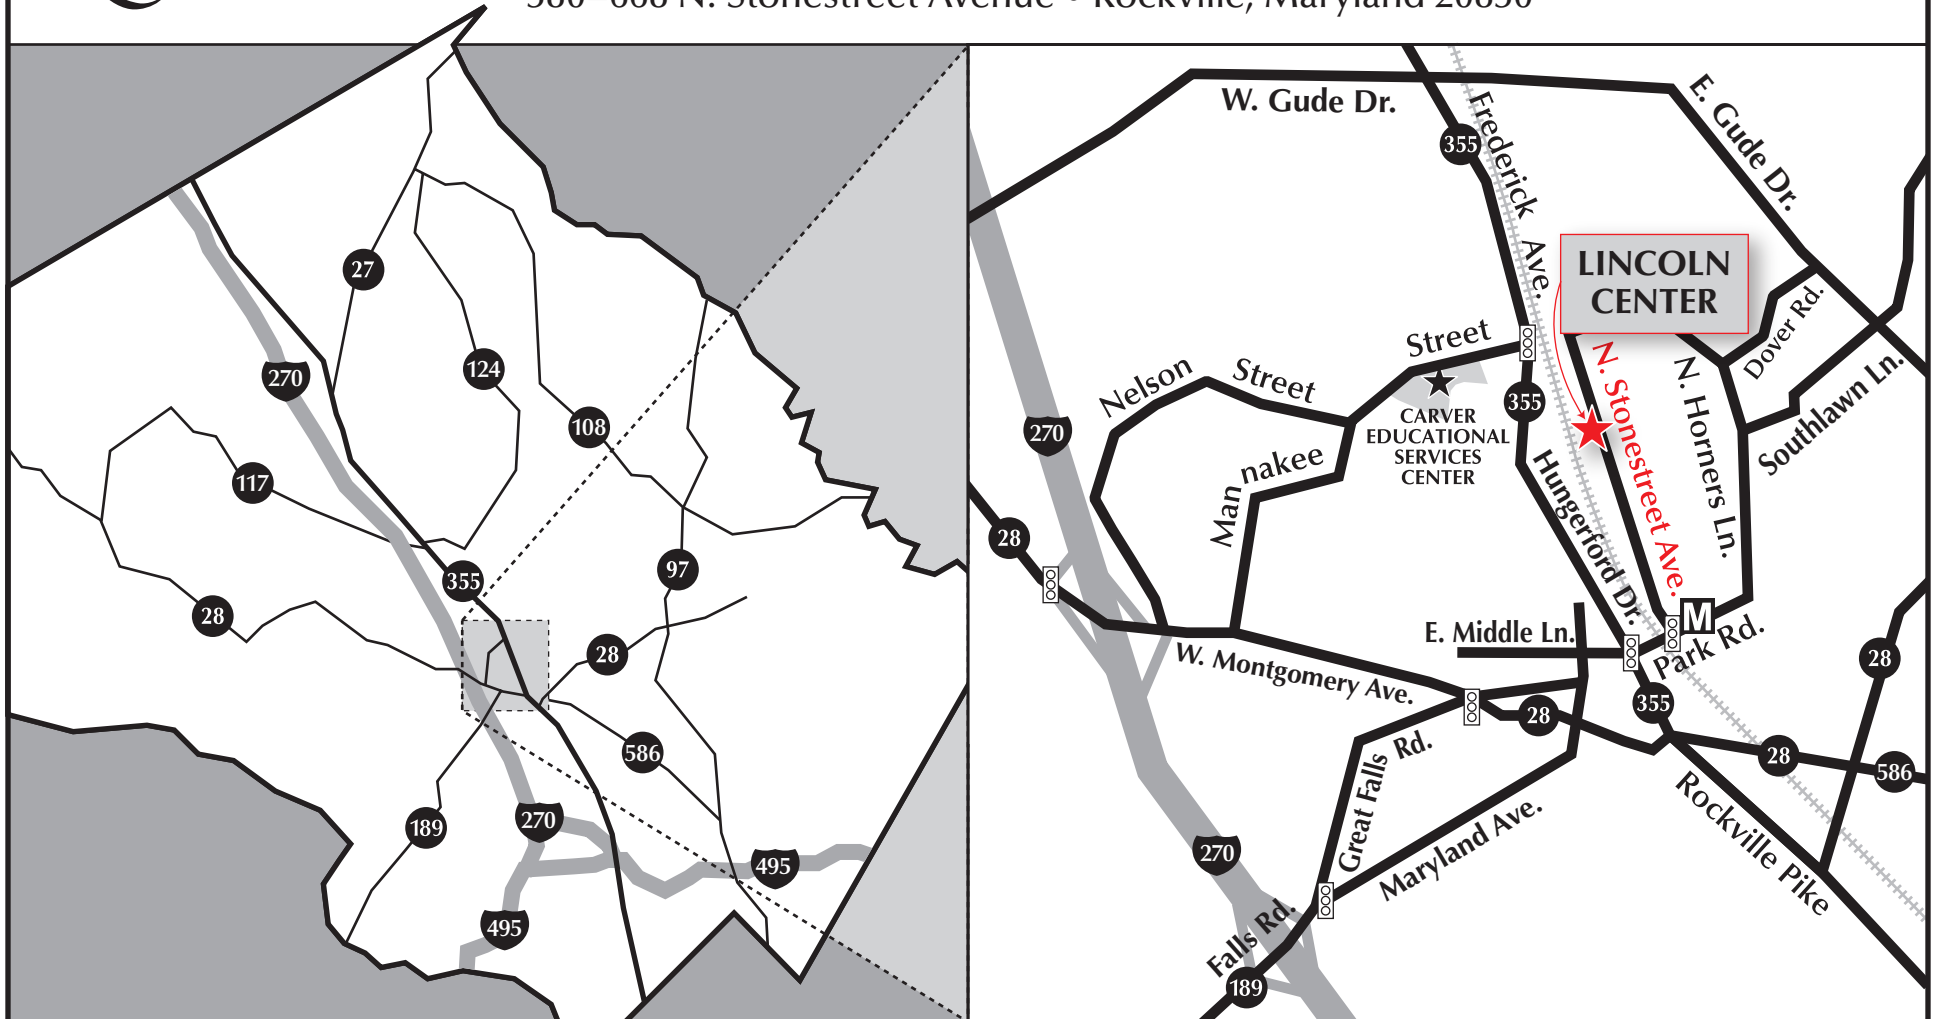 27
270
124
108
117
355
97
28
28
586
189
270
495
495
W. Gude Dr.
E. Gude Dr.
355
Frederick
Ave.
LINCOLN
CENTER
Dover Rd.
Street
Nelson
Street
355
N. Stonestreet Ave.
N. Horners Ln.
Southlawn Ln.
CARVER
EDUCATIONAL
SERVICES
CENTER
270
Man
nakee
28
Hungerford Dr.
M
E. Middle Ln.
Park Rd.
W. Montgomery Ave.
28
355
28
28
586
Great Falls
Rd.
Maryland Ave.
Rockville Pike
270
Falls Rd.
189